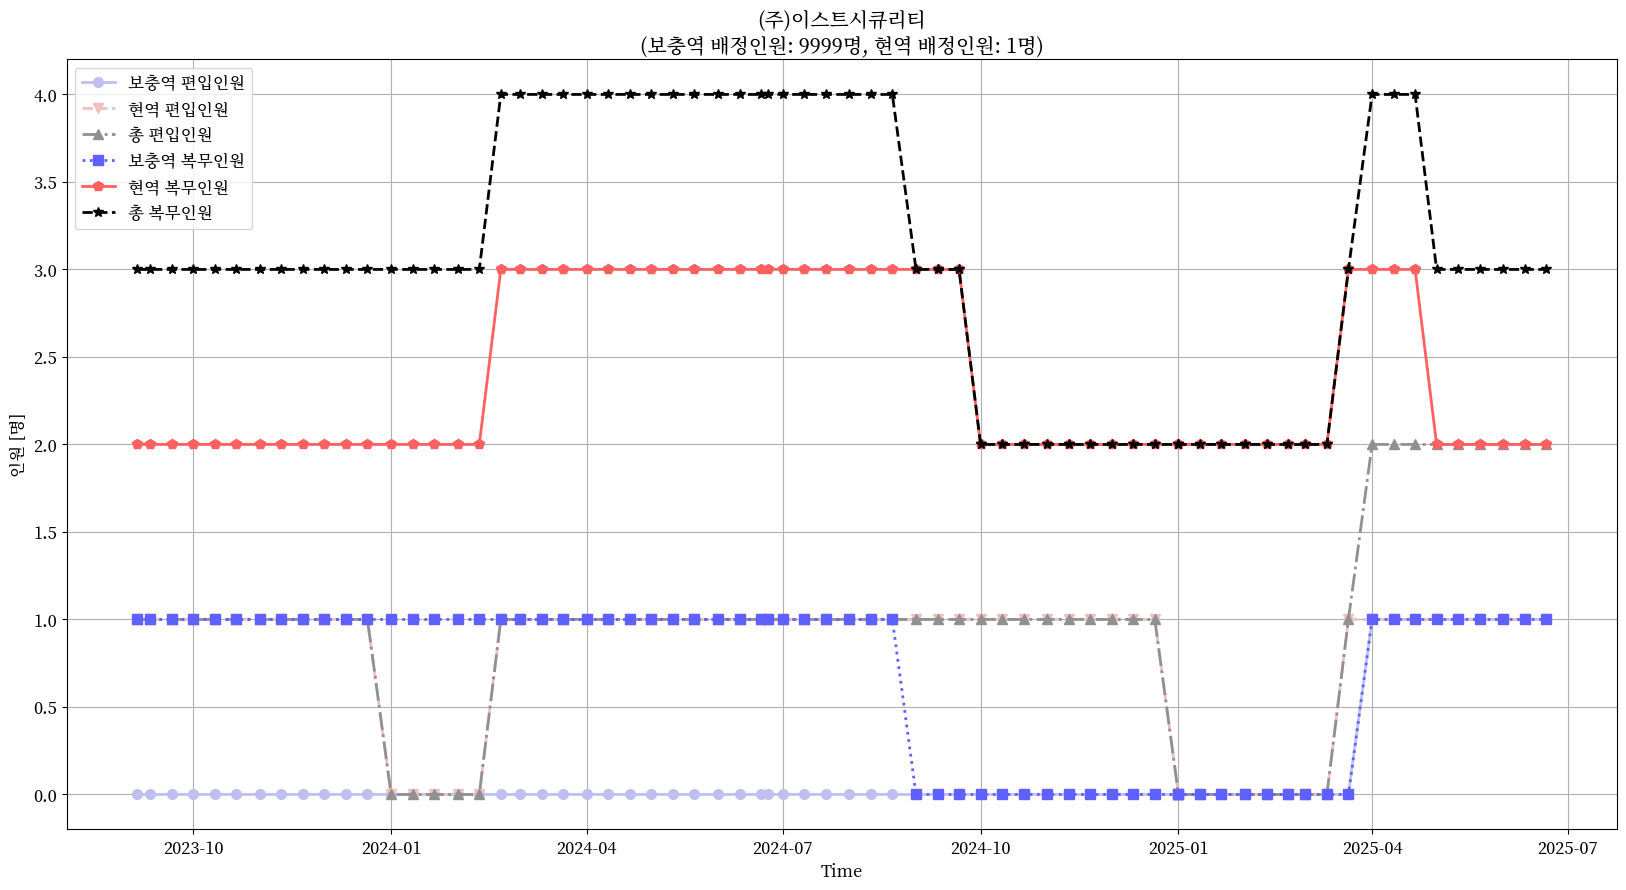 (주)이스트시큐리티
(보충역 배정인원: 9999명, 현역 배정인원: 1명)
보충역 편입인원
현역 편입인원
총 편입인원
보충역 복무인원
현역 복무인원
총 복무인원
4.0
3.5
3.0
2.5
2.0
1.5
1.0
0.5
0.0
인원 [명]
2023-10
2024-01
2024-04
2024-07
2024-10
2025-01
2025-04
2025-07
Time